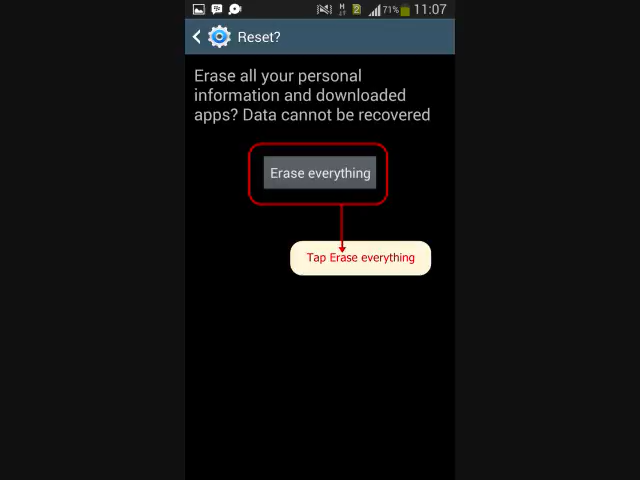 71% 11:07
Reset?
Erase all your personal
information and downloaded
apps? Data cannot be recovered
Erase everything
Tap Erase everything